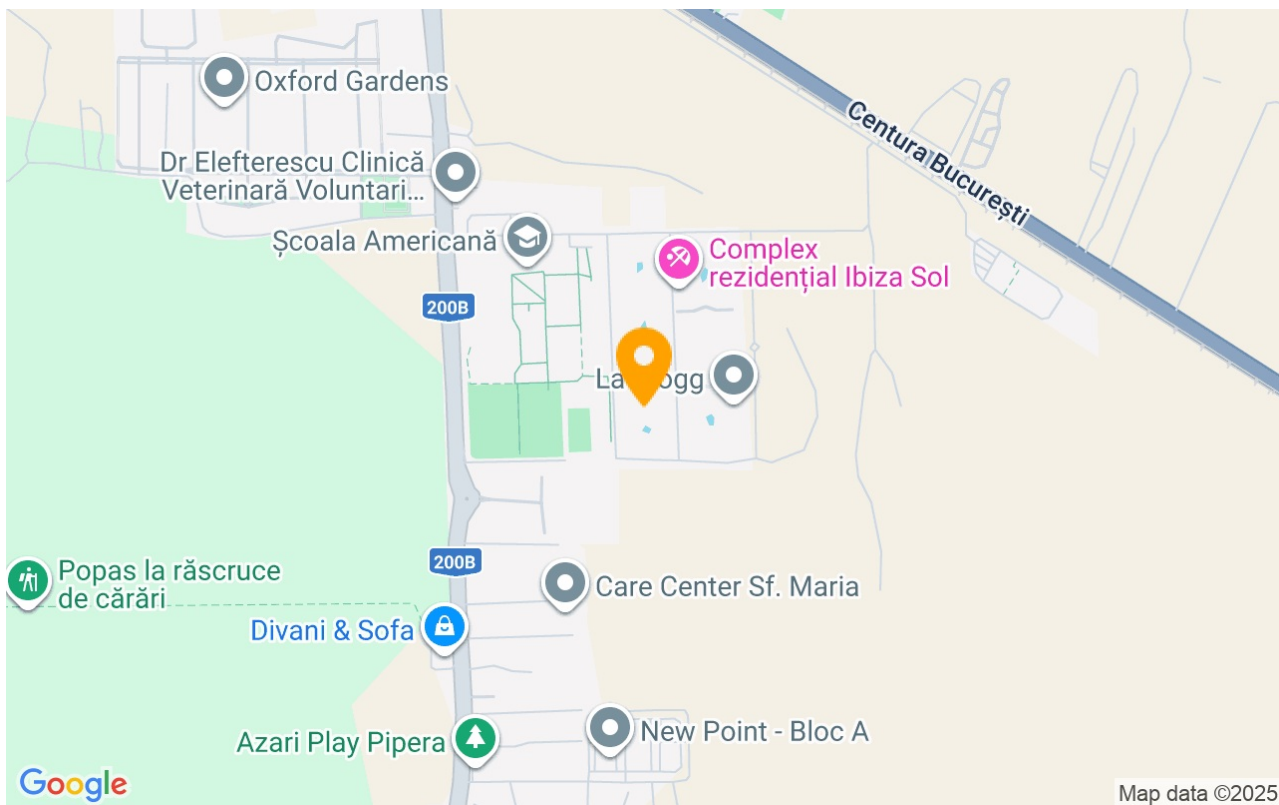 Oxford Gardens
Dr Elefterescu Clinică
Veterinară Voluntari...
Școala Americană
Centura București
Complex
rezidențial Ibiza Sol
200B
La
ogg
200B
Popas la răscruce
de cărări
Care Center Sf. Maria
Divani & Sofa
New Point - Bloc A
Azari Play Pipera
Google
Map data ©2025